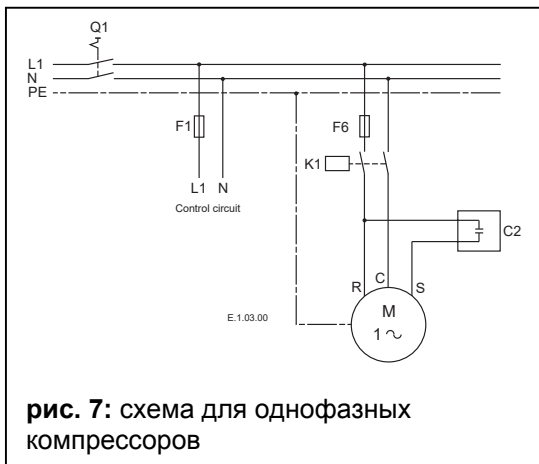 Q1
L1
N
PE
F1
F6
K1
L1 N
Control circuit
C2
R C S
M
1 ~
E.1.03.00
рис. 7: схема для однофазных
компрессоров